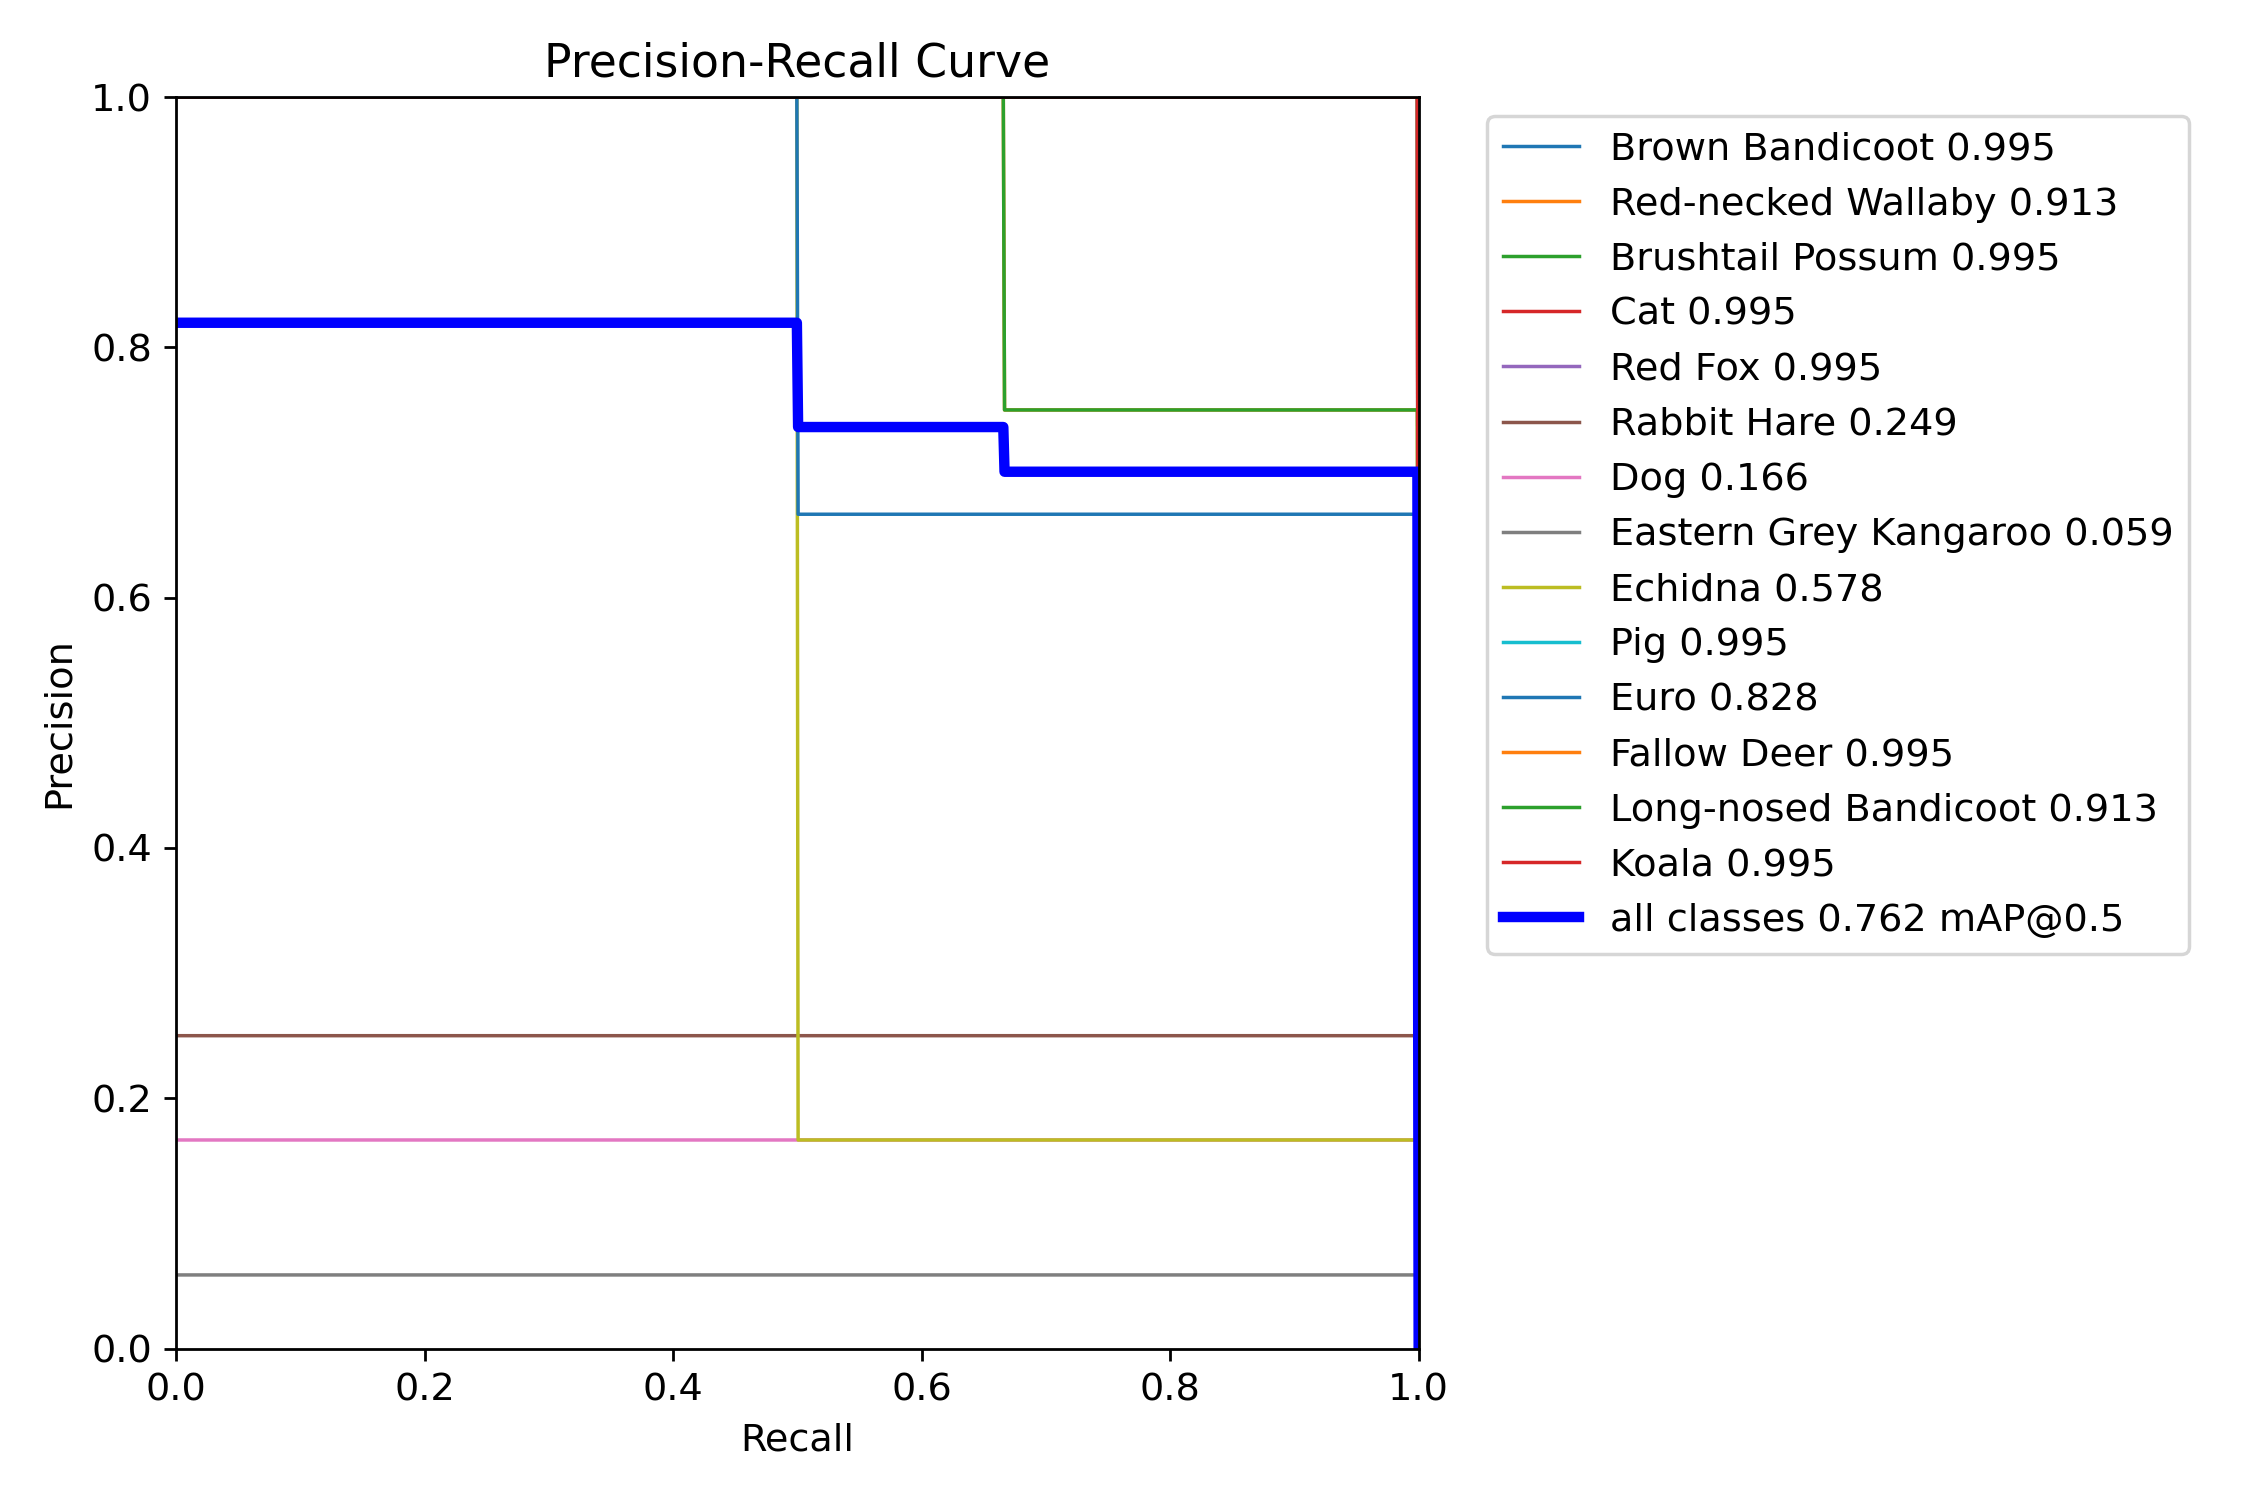 Precision-Recall Curve
1.0
0.8
0.6
0.4
0.2
0.0
Precision
0.0 0.2 0.4 0.6 0.8 1.0
Recall
Brown Bandicoot 0.995
Red-necked Wallaby 0.913
Brushtail Possum 0.995
Cat 0.995
Red Fox 0.995
Rabbit Hare 0.249
Dog 0.166
Eastern Grey Kangaroo 0.059
Echidna 0.578
Pig 0.995
Euro 0.828
Fallow Deer 0.995
Long-nosed Bandicoot 0.913
Koala 0.995
all classes 0.762 mAP@0.5